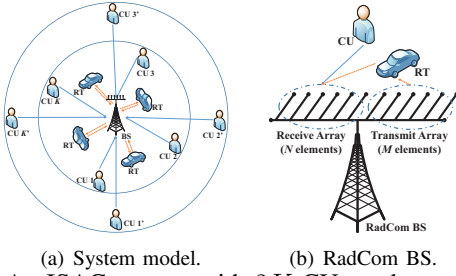 CU 3'
CU 3
CU K
RT
RT
CU K'
BS
CU 2'
RT
CU 2
CU 1
RT
CU 1'
(a) System model.
CU
RT
Receive Array
(N elements)
Transmit Array
(M elements)
RadCom BS
(b) RadCom BS.